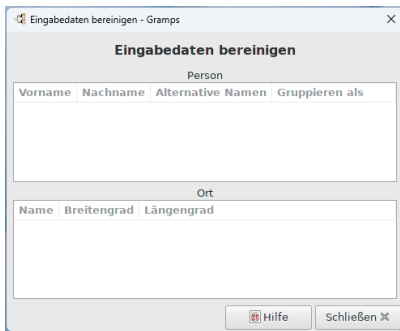 Eingabedaten bereinigen - Gramps
Eingabedaten bereinigen
Person
Vorname Nachname Alternative Namen Gruppieren als
Ort
Name Breitengrad Längengrad
Hilfe Schließen